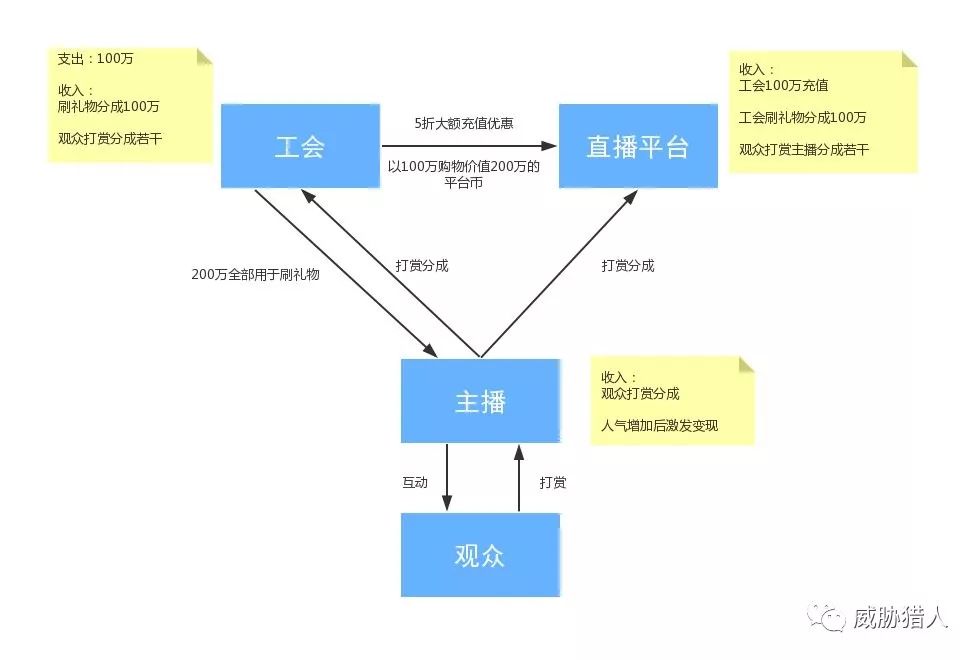 支出：100万
收入：
刷礼物分成100万
观众打赏分成若干
工会
5折大额充值优惠
以100万购物价值200万的
平台币
直播平台
收入：
工会100万充值
工会刷礼物分成100万
观众打赏主播分成若干
200万全部用于刷礼物
打赏分成
打赏分成
主播
收入：
观众打赏分成
人气增加后激发变现
互动
打赏
观众
威胁猎人